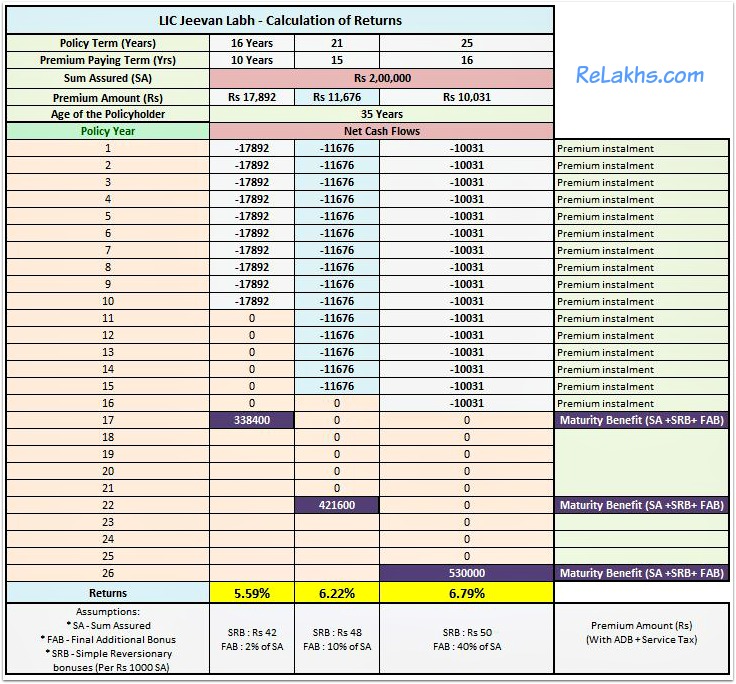 LIC Jeevan Labh - Calculation of Returns
Policy Term (Years) 16 Years 21 25
Premium Paying Term (Yrs) 10 Years 15 16
ReLakhs.com
Sum Assured (SA) Rs 2,00,000
Premium Amount (Rs) Rs 17,892 Rs 11,676 Rs 10,031
Age of the Policyholder 35 Years
Policy Year Net Cash Flows
1 -17892 -11676 -10031 Premium instalment
2 -17892 -11676 -10031 Premium instalment
3 -17892 -11676 -10031 Premium instalment
4 -17892 -11676 -10031 Premium instalment
5 -17892 -11676 -10031 Premium instalment
6 -17892 -11676 -10031 Premium instalment
7 -17892 -11676 -10031 Premium instalment
8 -17892 -11676 -10031 Premium instalment
9 -17892 -11676 -10031 Premium instalment
10 -17892 -11676 -10031 Premium instalment
11 0 -11676 -10031 Premium instalment
12 0 -11676 -10031 Premium instalment
13 0 -11676 -10031 Premium instalment
14 0 -11676 -10031 Premium instalment
15 0 -11676 -10031 Premium instalment
16 0 0 -10031 Premium instalment
17 338400 0 0 Maturity Benefit (SA +SRB+ FAB)
18 0 0
19 0 0
20 0 0
21 0 0
22 421600 0 Maturity Benefit (SA +SRB+ FAB)
23 0
24 0
25 0
26 530000 Maturity Benefit (SA +SRB+ FAB)
Returns 5.59% 6.22% 6.79%
Assumptions:
* SA - Sum Assured
* FAB - Final Additional Bonus
* SRB - Simple Reversionary
bonuses (Per Rs 1000 SA)
SRB : Rs 42
FAB : 2% of SA
SRB : Rs 48
FAB : 10% of SA
SRB : Rs 50
FAB : 40% of SA
Premium Amount (Rs)
(With ADB + Service Tax)